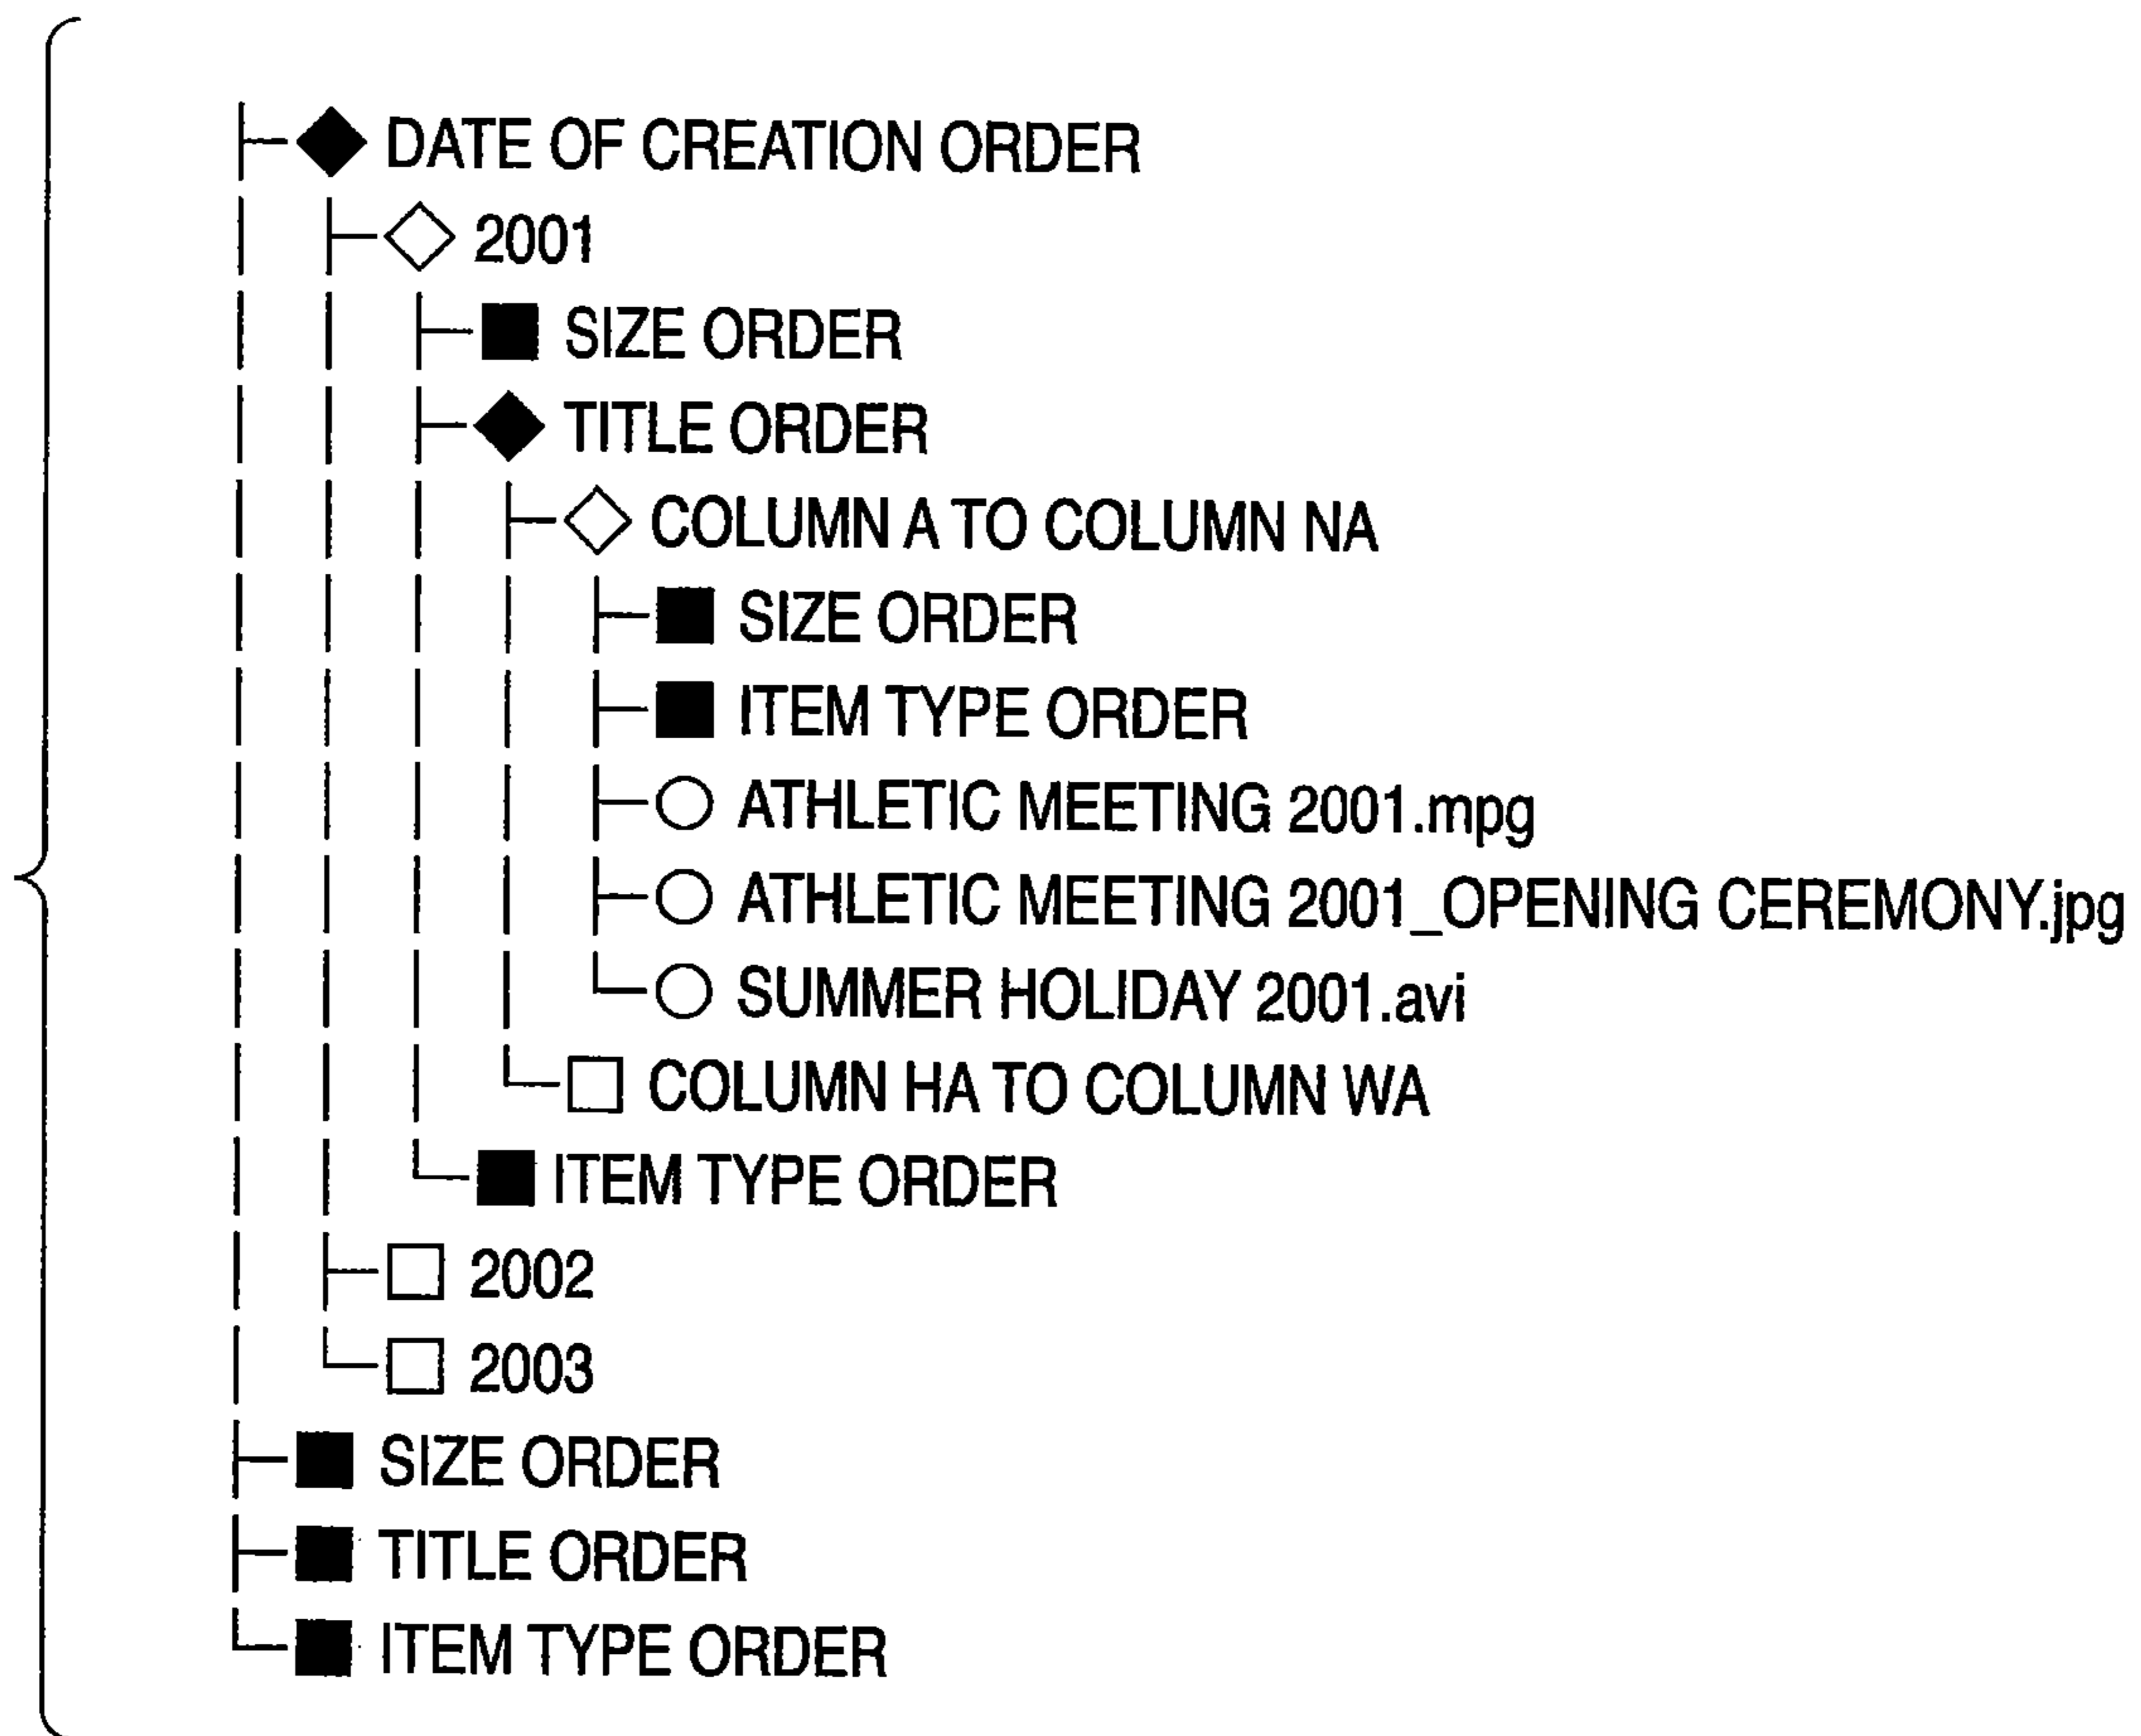 DATE OF CREATION ORDER
2001
SIZE ORDER
TITLE ORDER
COLUMN A TO COLUMN NA
SIZE ORDER
ITEM TYPE ORDER
ATHLETIC MEETING 2001.mpg
ATHLETIC MEETING 2001_OPENING CEREMONY.jpg
SUMMER HOLIDAY 2001.avi
COLUMN HA TO COLUMN WA
ITEM TYPE ORDER
2002
2003
SIZE ORDER
TITLE ORDER
ITEM TYPE ORDER